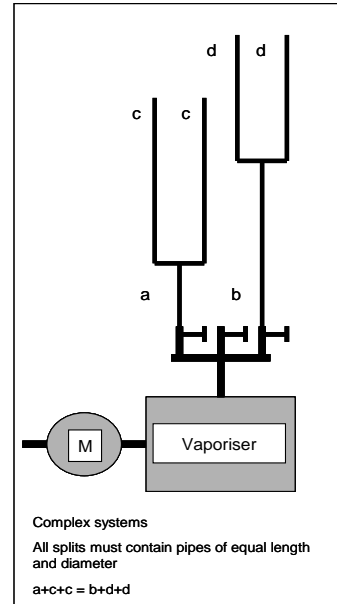 d d
c c
a b
M Vaporiser
Complex systems
All splits must contain pipes of equal length
and diameter
a+c+c = b+d+d